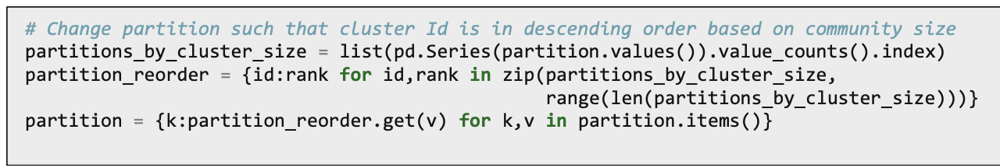 # Change partition such that cluster Id is in descending order based on community size
partitions_by_cluster_size = list(pd.Series(partition.values()).value_counts().index)
partition_reorder = {id:rank for id,rank in zip(partitions_by_cluster_size,
range(len(partitions_by_cluster_size)))}
partition = {k:partition_reorder.get(v) for k,v in partition.items()}